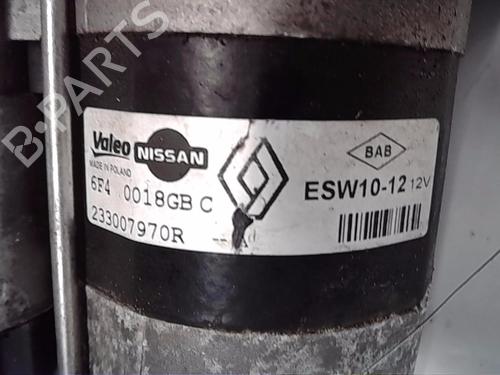 B-PARTS
Valeo NISSAN
MADE IN POLAND
6F4 0018GB C
233007970R
BAB
ESW10-12 12V